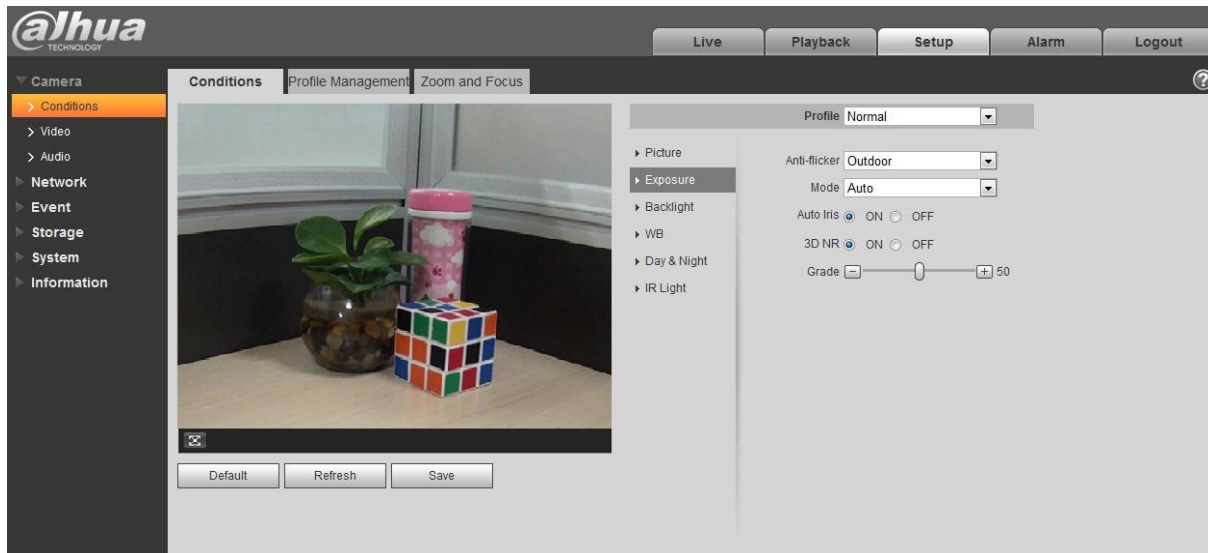 alhua
TECHNOLOGY
Live
Playback
Setup
Alarm
Logout
Camera
Conditions
Video
Audio
Network
Event
Storage
System
Information
Conditions
Profile Management
Zoom and Focus
?
Profile Normal
Picture
Exposure
Backlight
WB
Day & Night
IR Light
Anti-flicker Outdoor
Mode Auto
Auto Iris ON OFF
3D NR ON OFF
Grade 50
Default
Refresh
Save